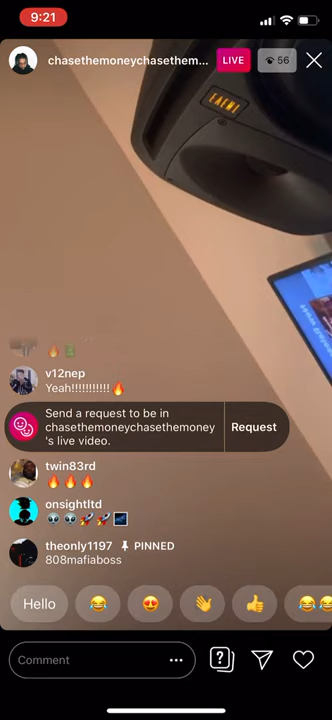 9:21
chasethemoneychasethem...
LIVE
56
v12nep
Yeah!!!!!!!!!!!🔥
Send a request to be in
chasethemoneychasethemoney
's live video.
Request
twin83rd
🔥🔥🔥
onsightltd
👽👽🚀🚀🌌
theonly1197 PINNED
808mafiaboss
Hello 😂 😍 👋 👍 😂😂
Comment